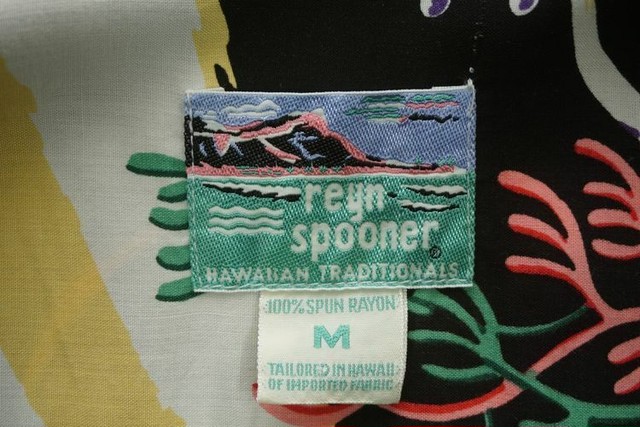 reyn
spooner®
HAWAIIAN TRADITIONALS
100% SPUN RAYON
M
TAILORED IN HAWAII
OF IMPORTED FABRIC